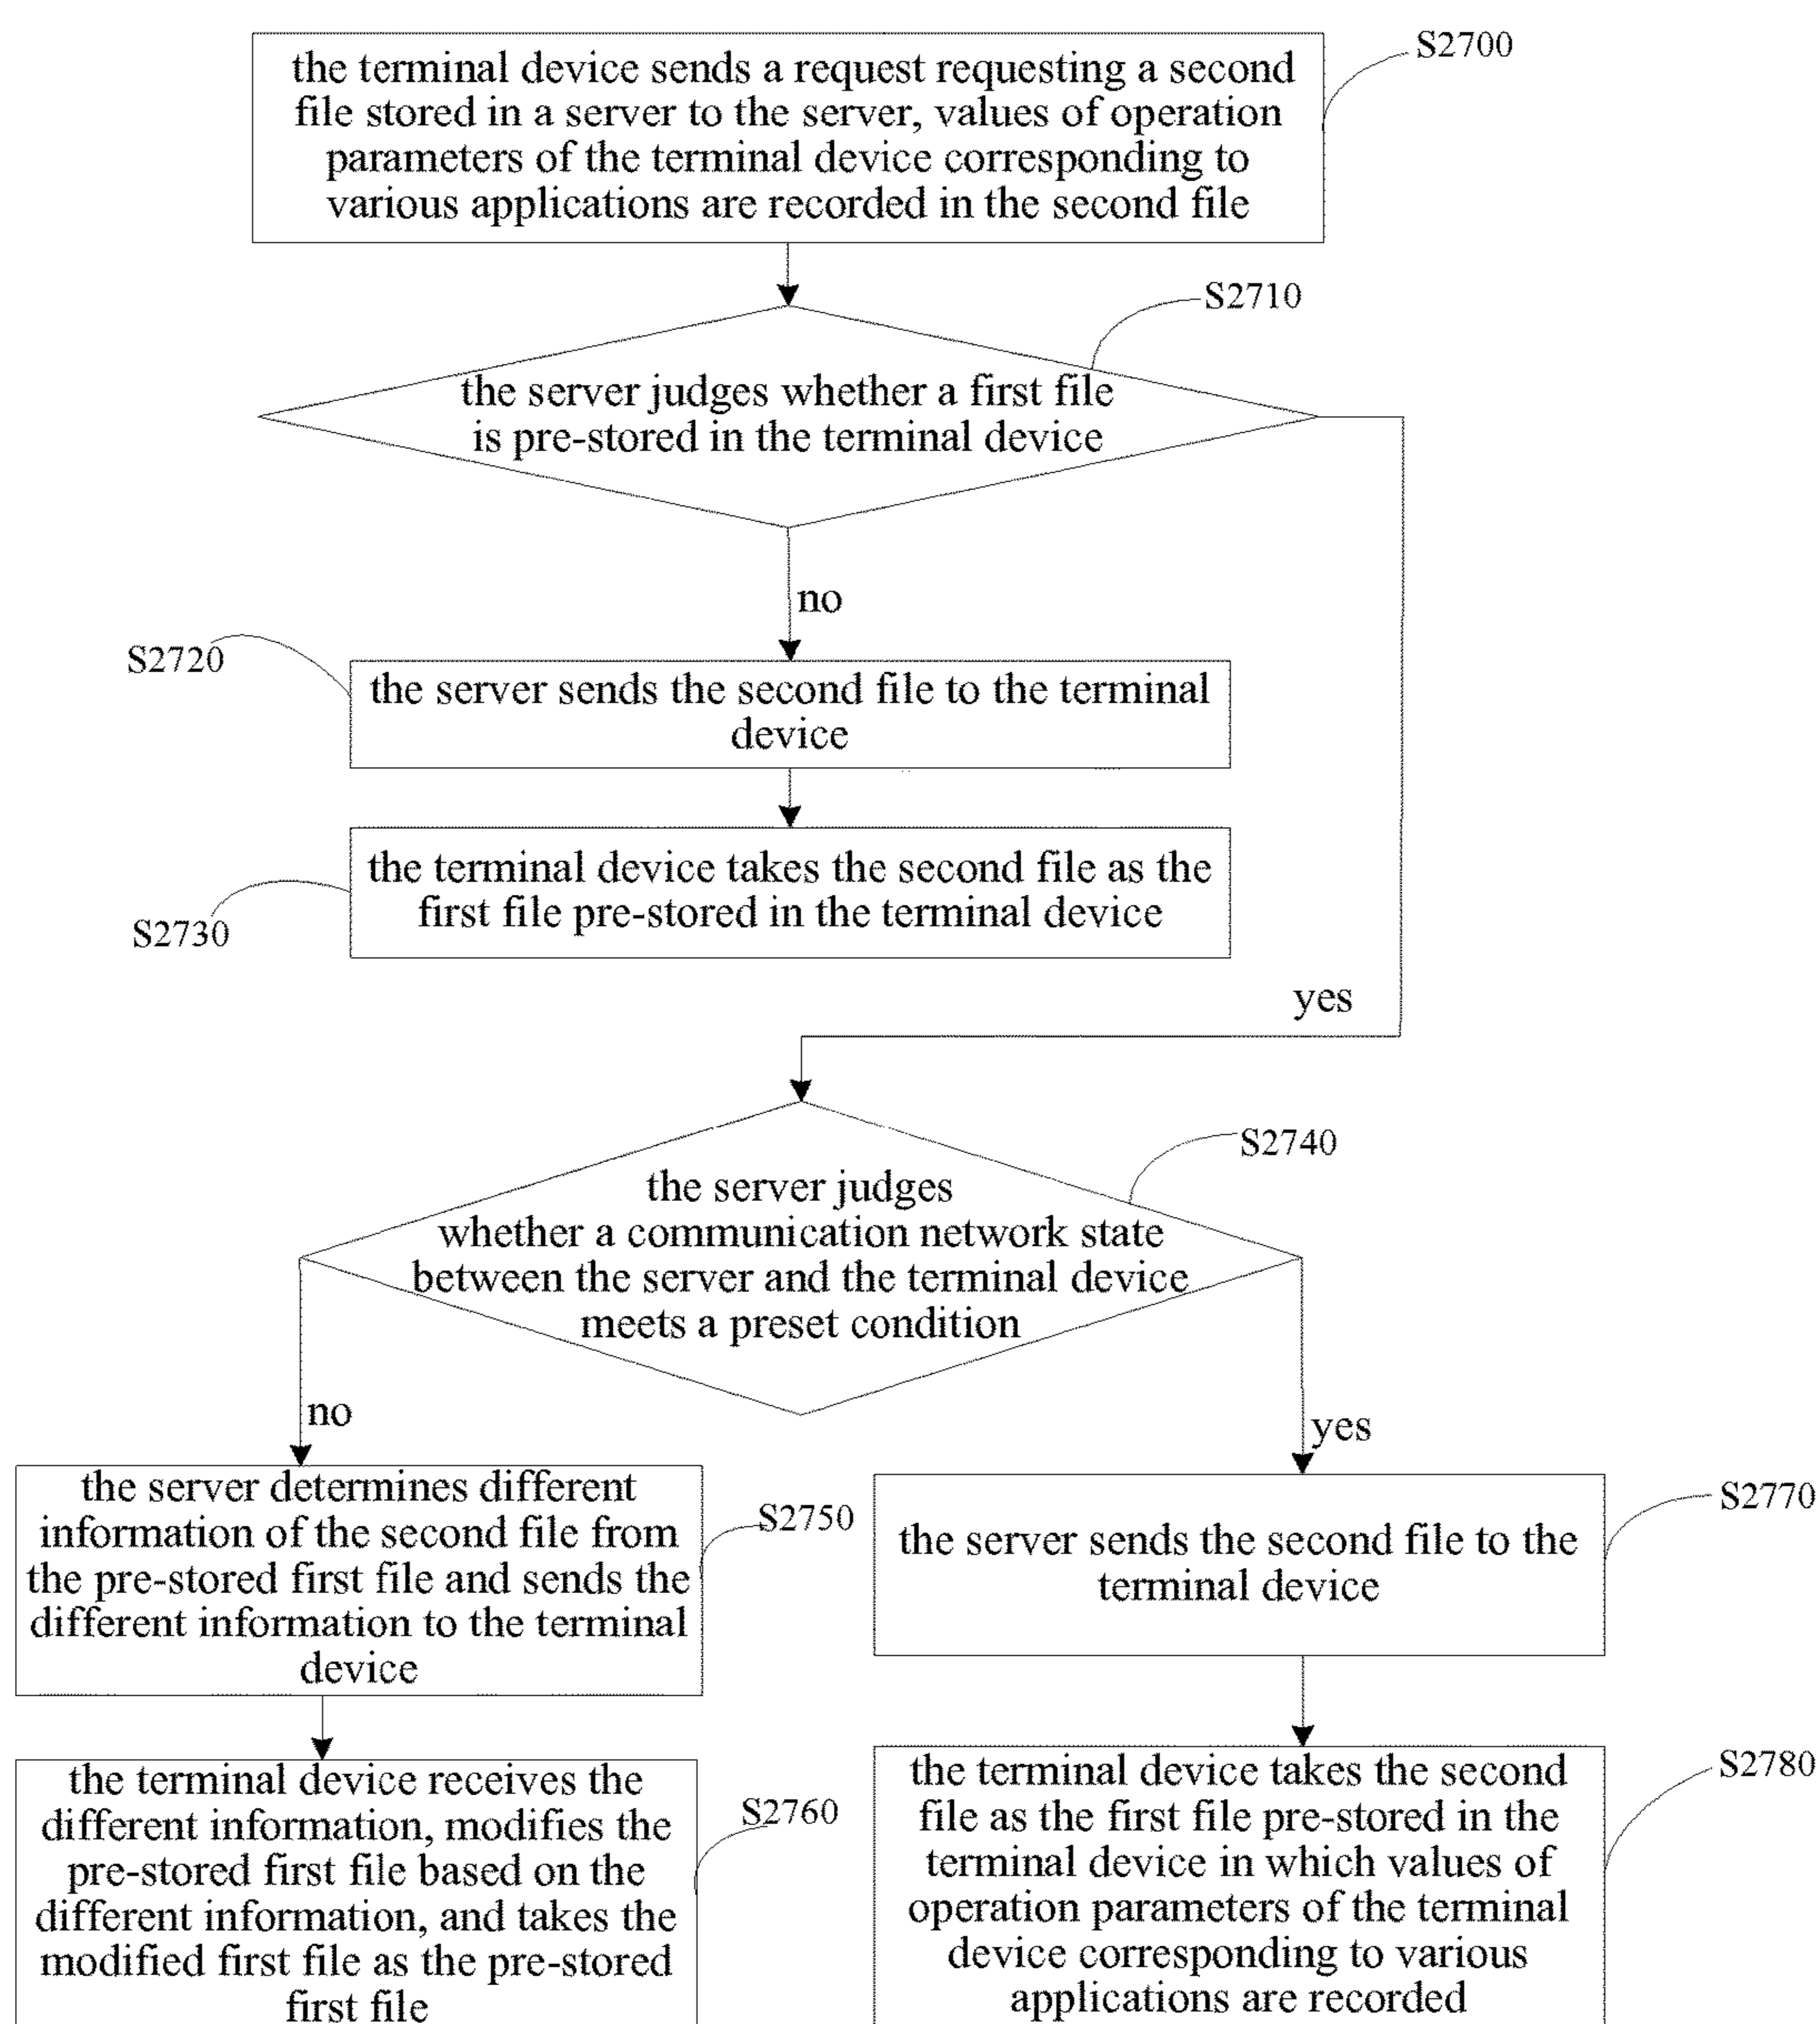 the terminal device sends a request requesting a second
file stored in a server to the server, values of operation
parameters of the terminal device corresponding to
various applications are recorded in the second file
S2700
S2710
the server judges whether a first file
is pre-stored in the terminal device
no
S2720
the server sends the second file to the terminal
device
the terminal device takes the second file as the
first file pre-stored in the terminal device
S2730
yes
S2740
the server judges
whether a communication network state
between the server and the terminal device
meets a preset condition
no
yes
the server determines different
information of the second file from
the pre-stored first file and sends the
different information to the terminal
device
S2750
the server sends the second file to the
terminal device
S2770
the terminal device receives the
different information, modifies the
pre-stored first file based on the
different information, and takes the
modified first file as the pre-stored
first file
S2760
the terminal device takes the second
file as the first file pre-stored in the
terminal device in which values of
operation parameters of the terminal
device corresponding to various
applications are recorded
S2780